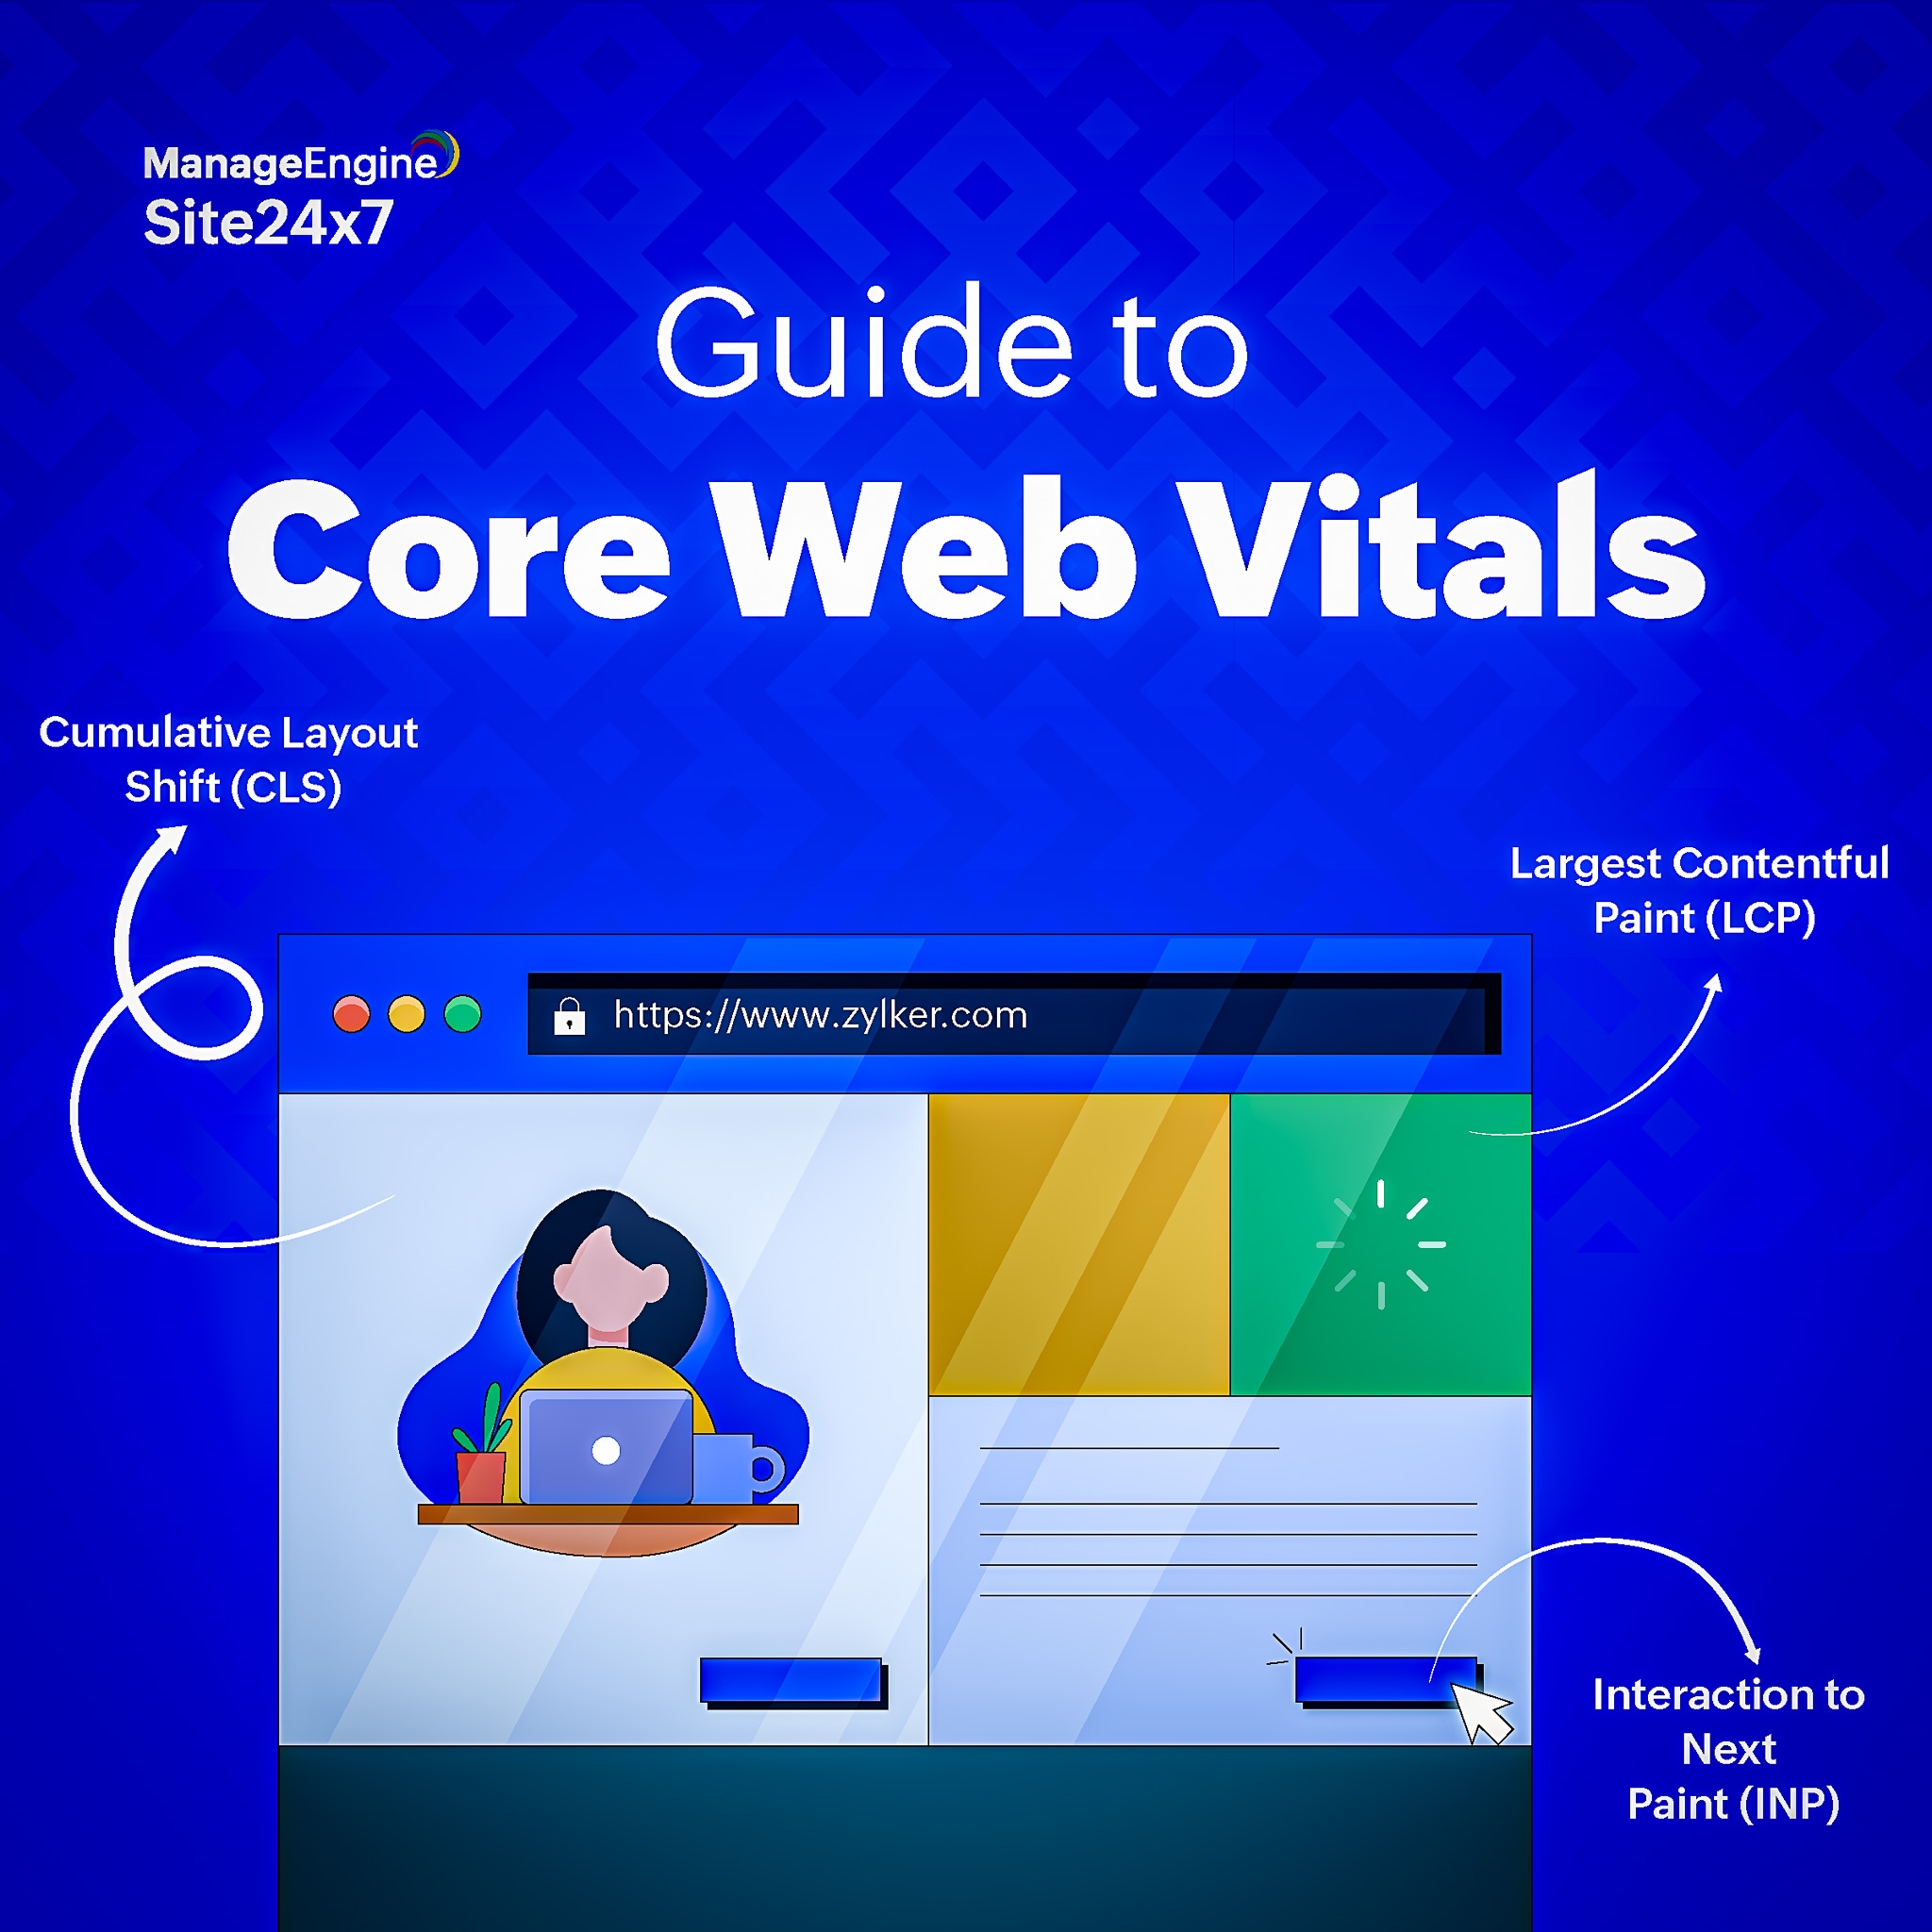 ManageEngine
Site24x7
Guide to
Core Web Vitals
Cumulative Layout
Shift (CLS)
Largest Contentful
Paint (LCP)
https://www.zylker.com
Interaction to
Next
Paint (INP)